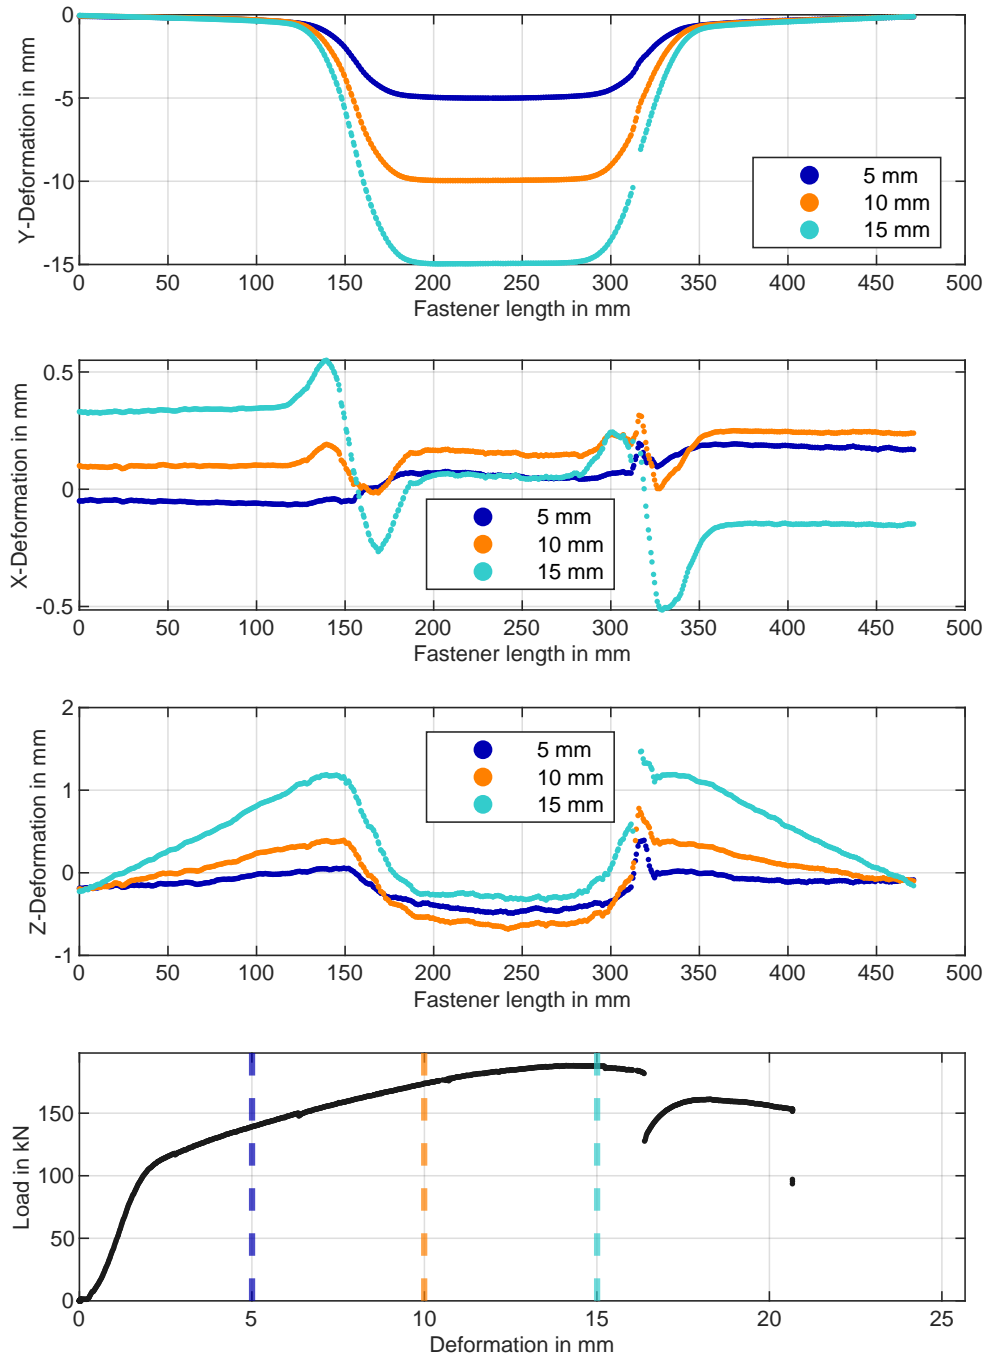 0
-5
-10
-15
Y-Deformation in mm
5 mm
10 mm
15 mm
0 50 100 150 200 250 300 350 400 450 500
Fastener length in mm
0.5
0
-0.5
X-Deformation in mm
5 mm
10 mm
15 mm
0 50 100 150 200 250 300 350 400 450 500
Fastener length in mm
2
1
0
-1
Z-Deformation in mm
5 mm
10 mm
15 mm
0 50 100 150 200 250 300 350 400 450 500
Fastener length in mm
150
100
50
0
Load in kN
0 5 10 15 20 25
Deformation in mm